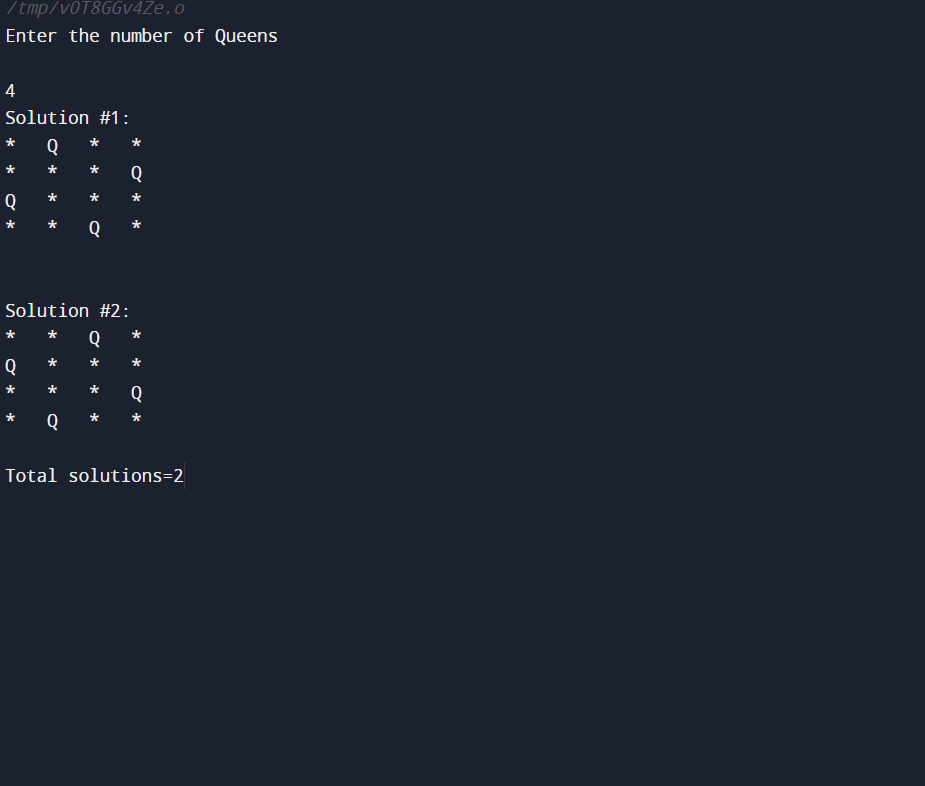 /tmp/v0T8GGv4Ze.o
Enter the number of Queens
4
Solution #1:
*   Q   *   *
*   *   *   Q
Q   *   *   *
*   *   Q   *
Solution #2:
*   *   Q   *
Q   *   *   *
*   *   *   Q
*   Q   *   *
Total solutions=2